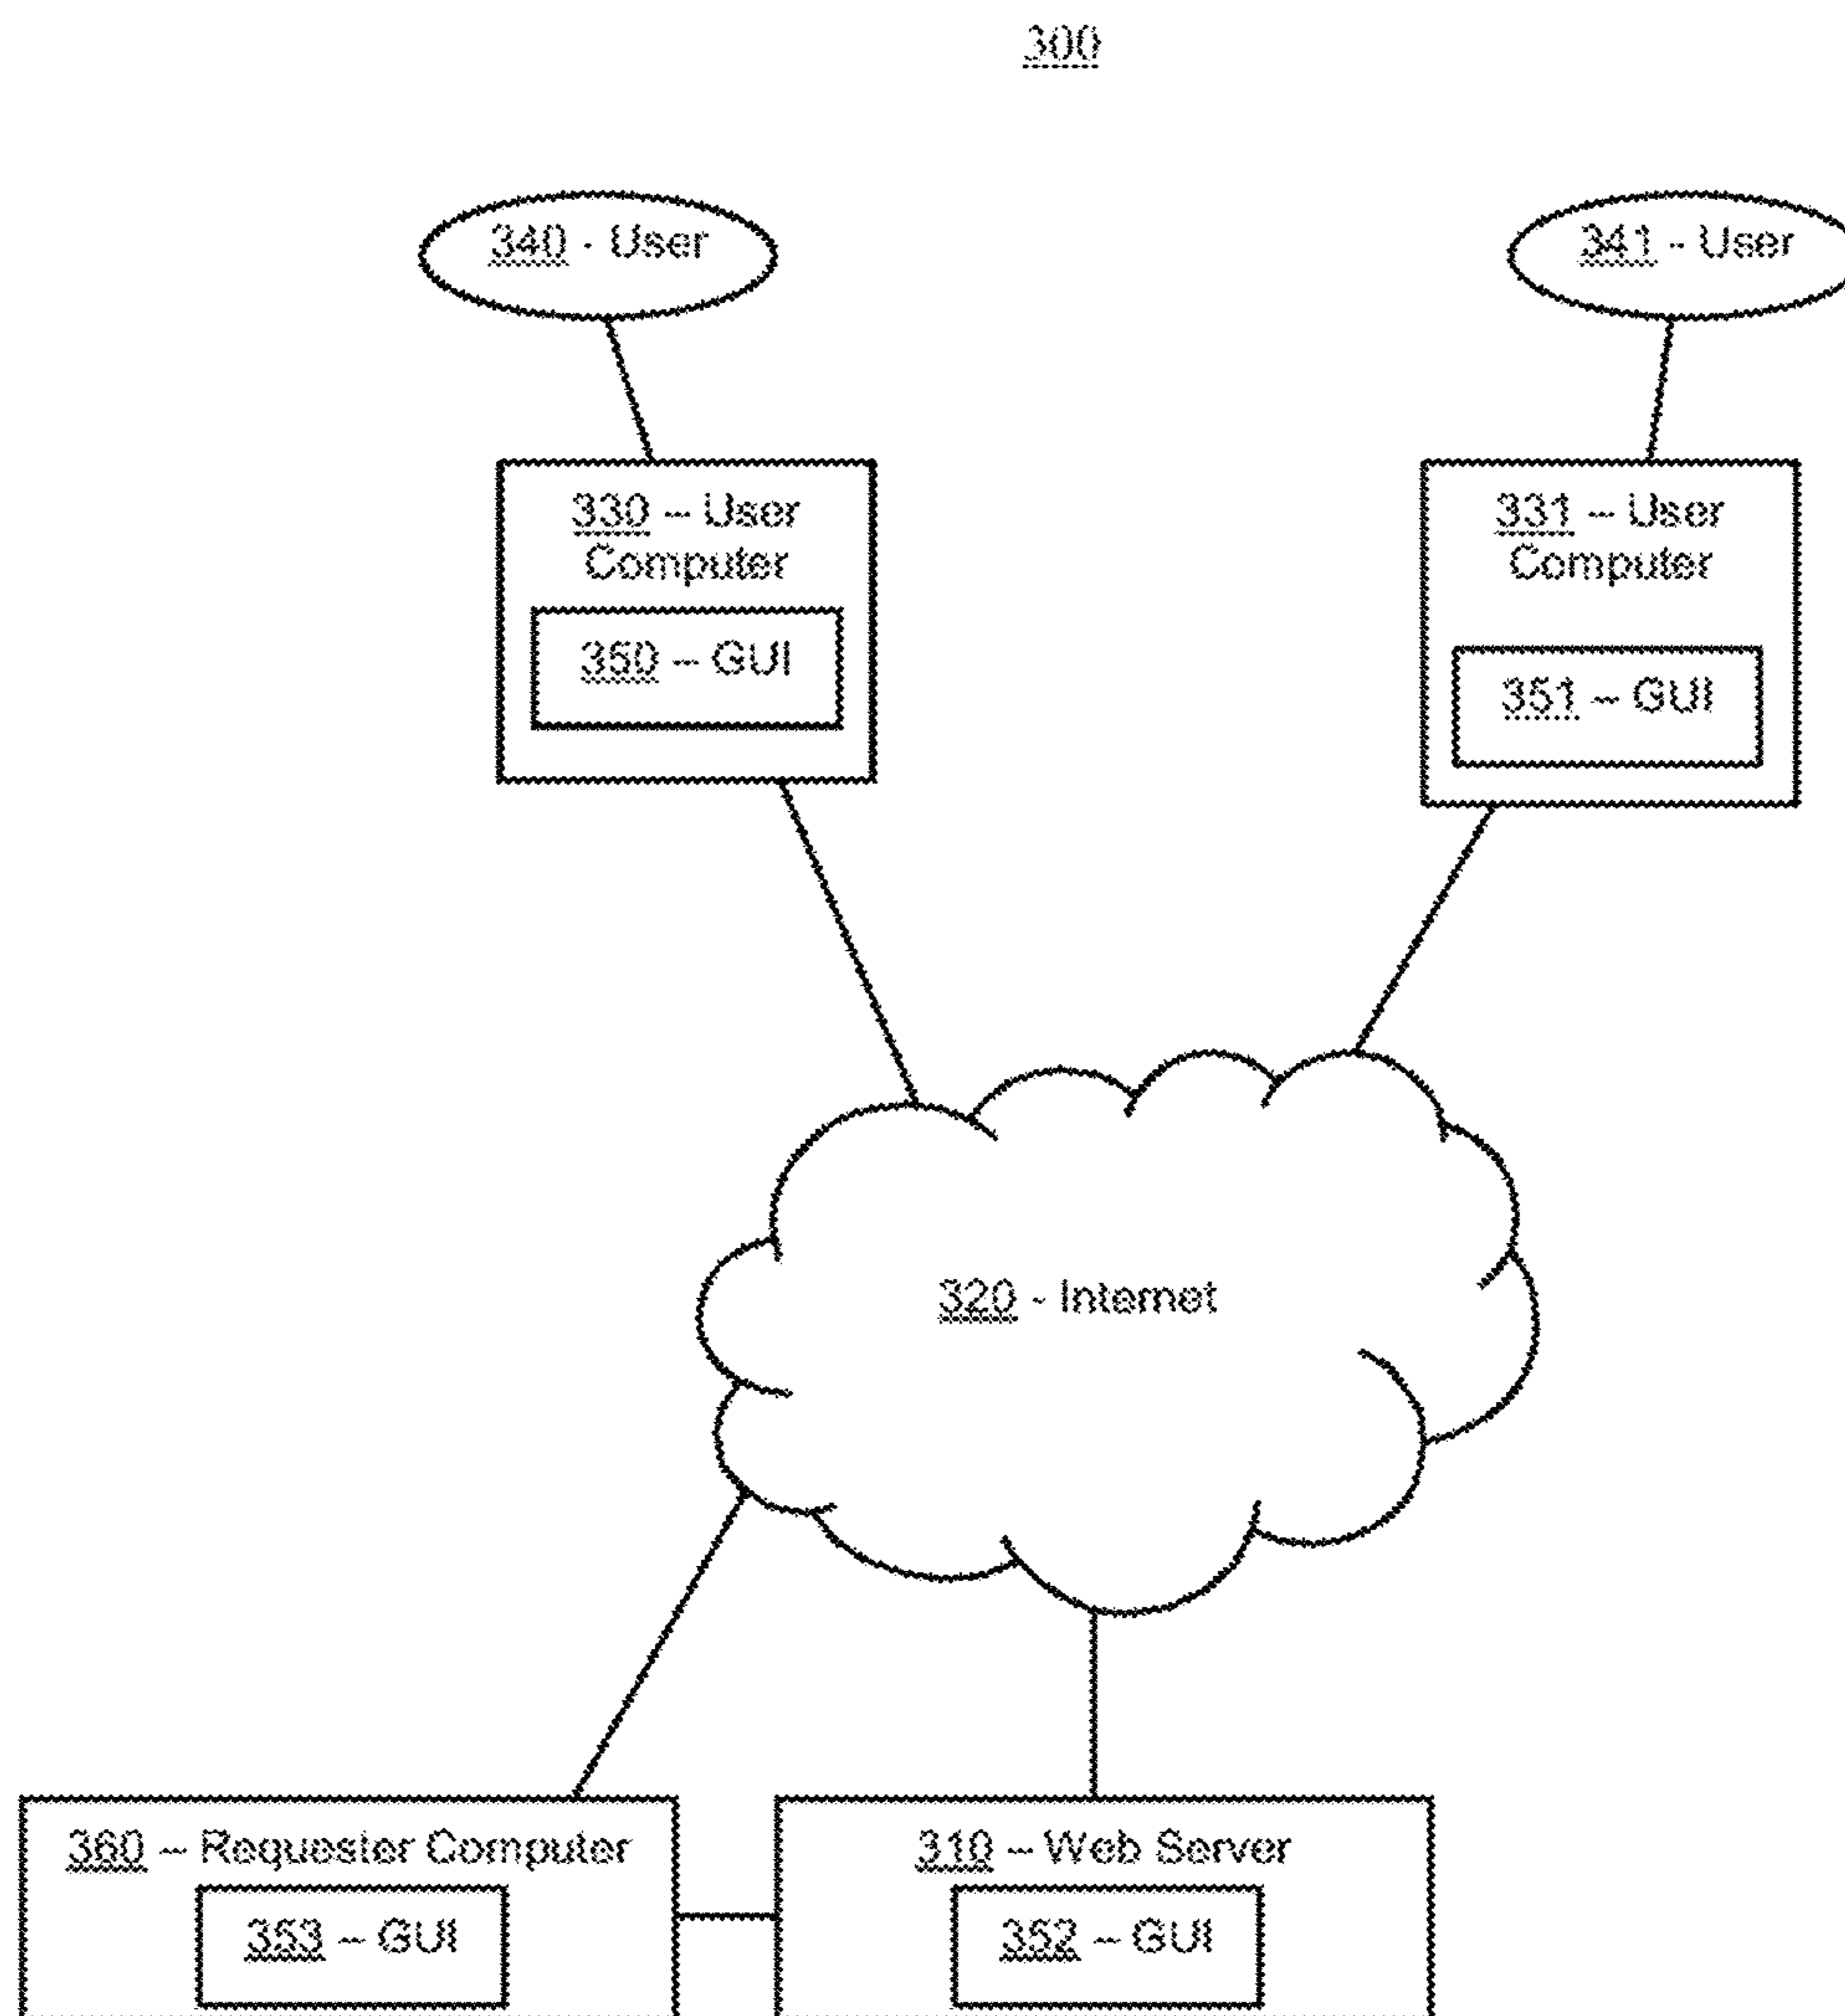 300
340 - User
341 - User
330 – User
Computer
350 – GUI
331 – User
Computer
351 – GUI
320 - Internet
360 – Requester Computer
353 – GUI
310 – Web Server
352 – GUI